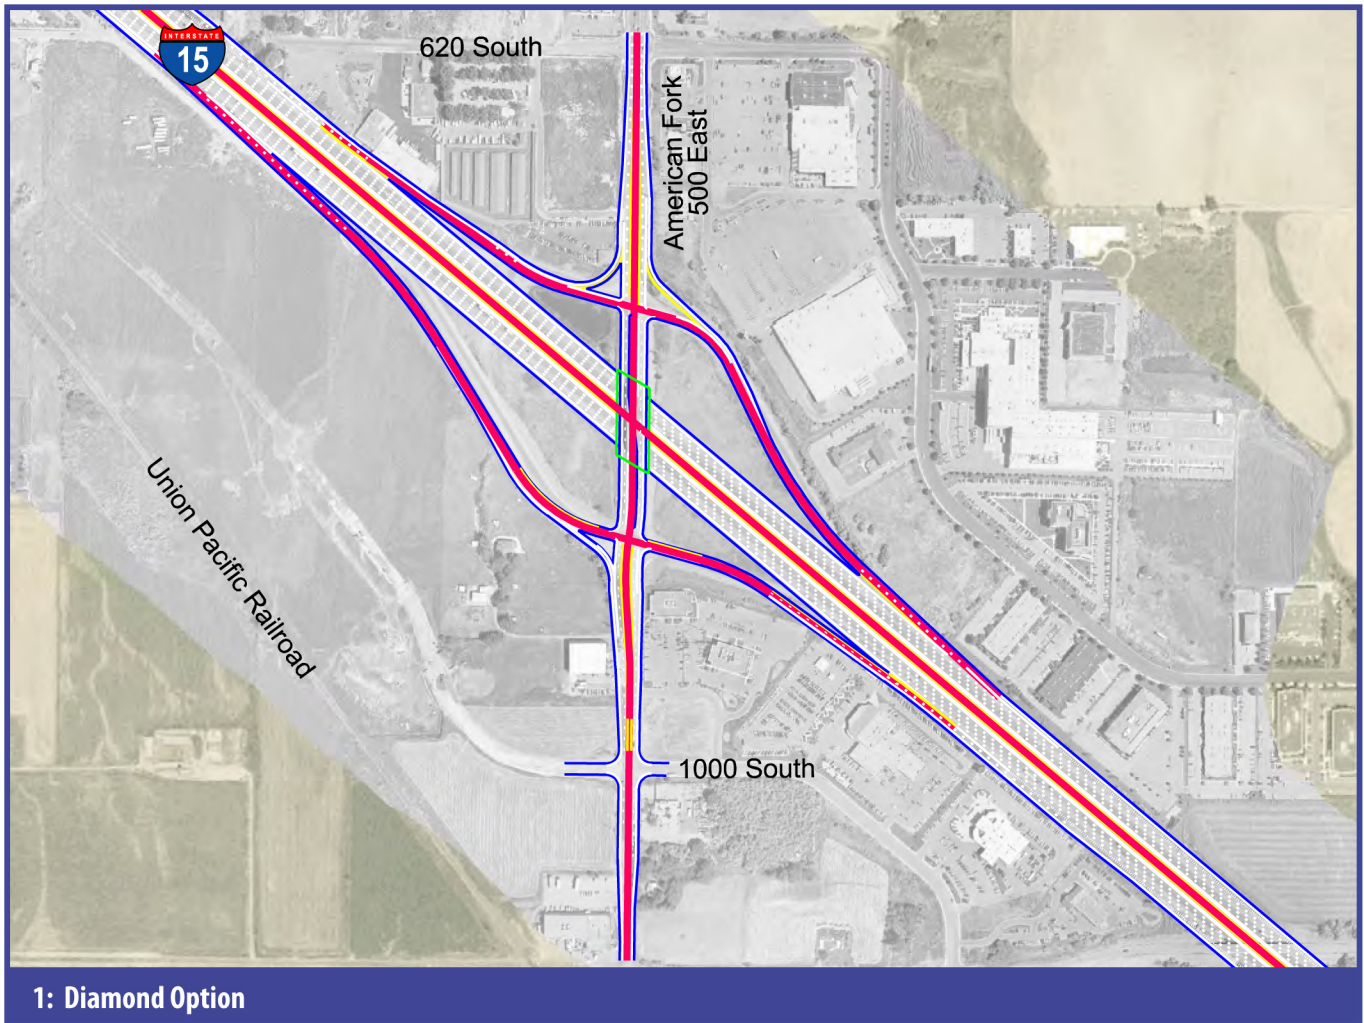 INTERSTATE
15
620 South
American Fork
500 East
Union Pacific Railroad
1000 South
1: Diamond Option